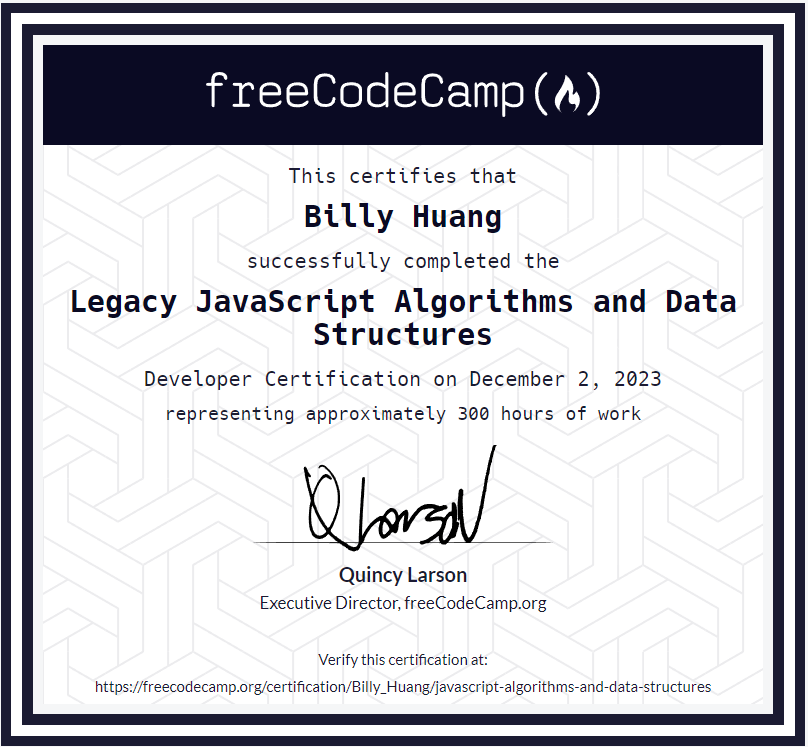 freeCodeCamp
This certifies that
Billy Huang
successfully completed the
Legacy JavaScript Algorithms and Data
Structures
Developer Certification on December 2, 2023
representing approximately 300 hours of work
Q Larson
Quincy Larson
Executive Director, freeCodeCamp.org
Verify this certification at:
https://freecodecamp.org/certification/Billy_Huang/javascript-algorithms-and-data-structures